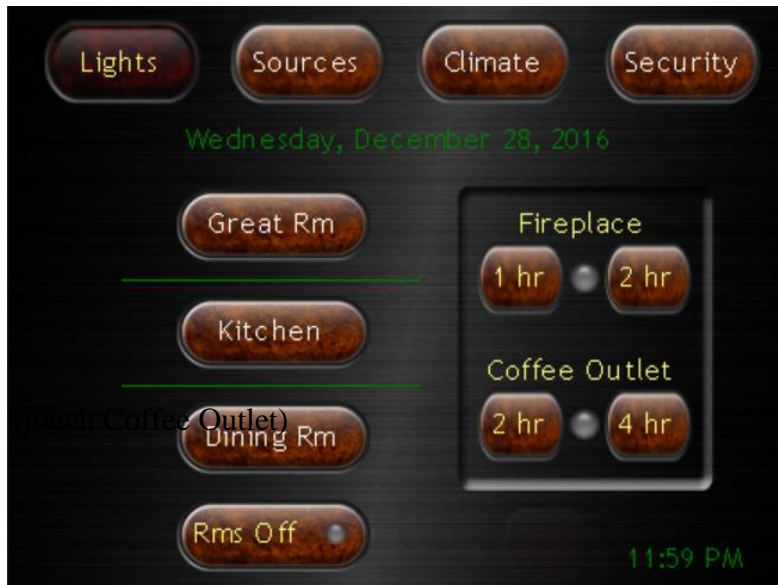 Lights Sources Climate Security
Wednesday, December 28, 2016
Great Rm
Kitchen
Dining Rm
Rms Off
Fireplace
1 hr 2 hr
Coffee Outlet
2 hr 4 hr
touch Coffee Outlet)
11:59 PM